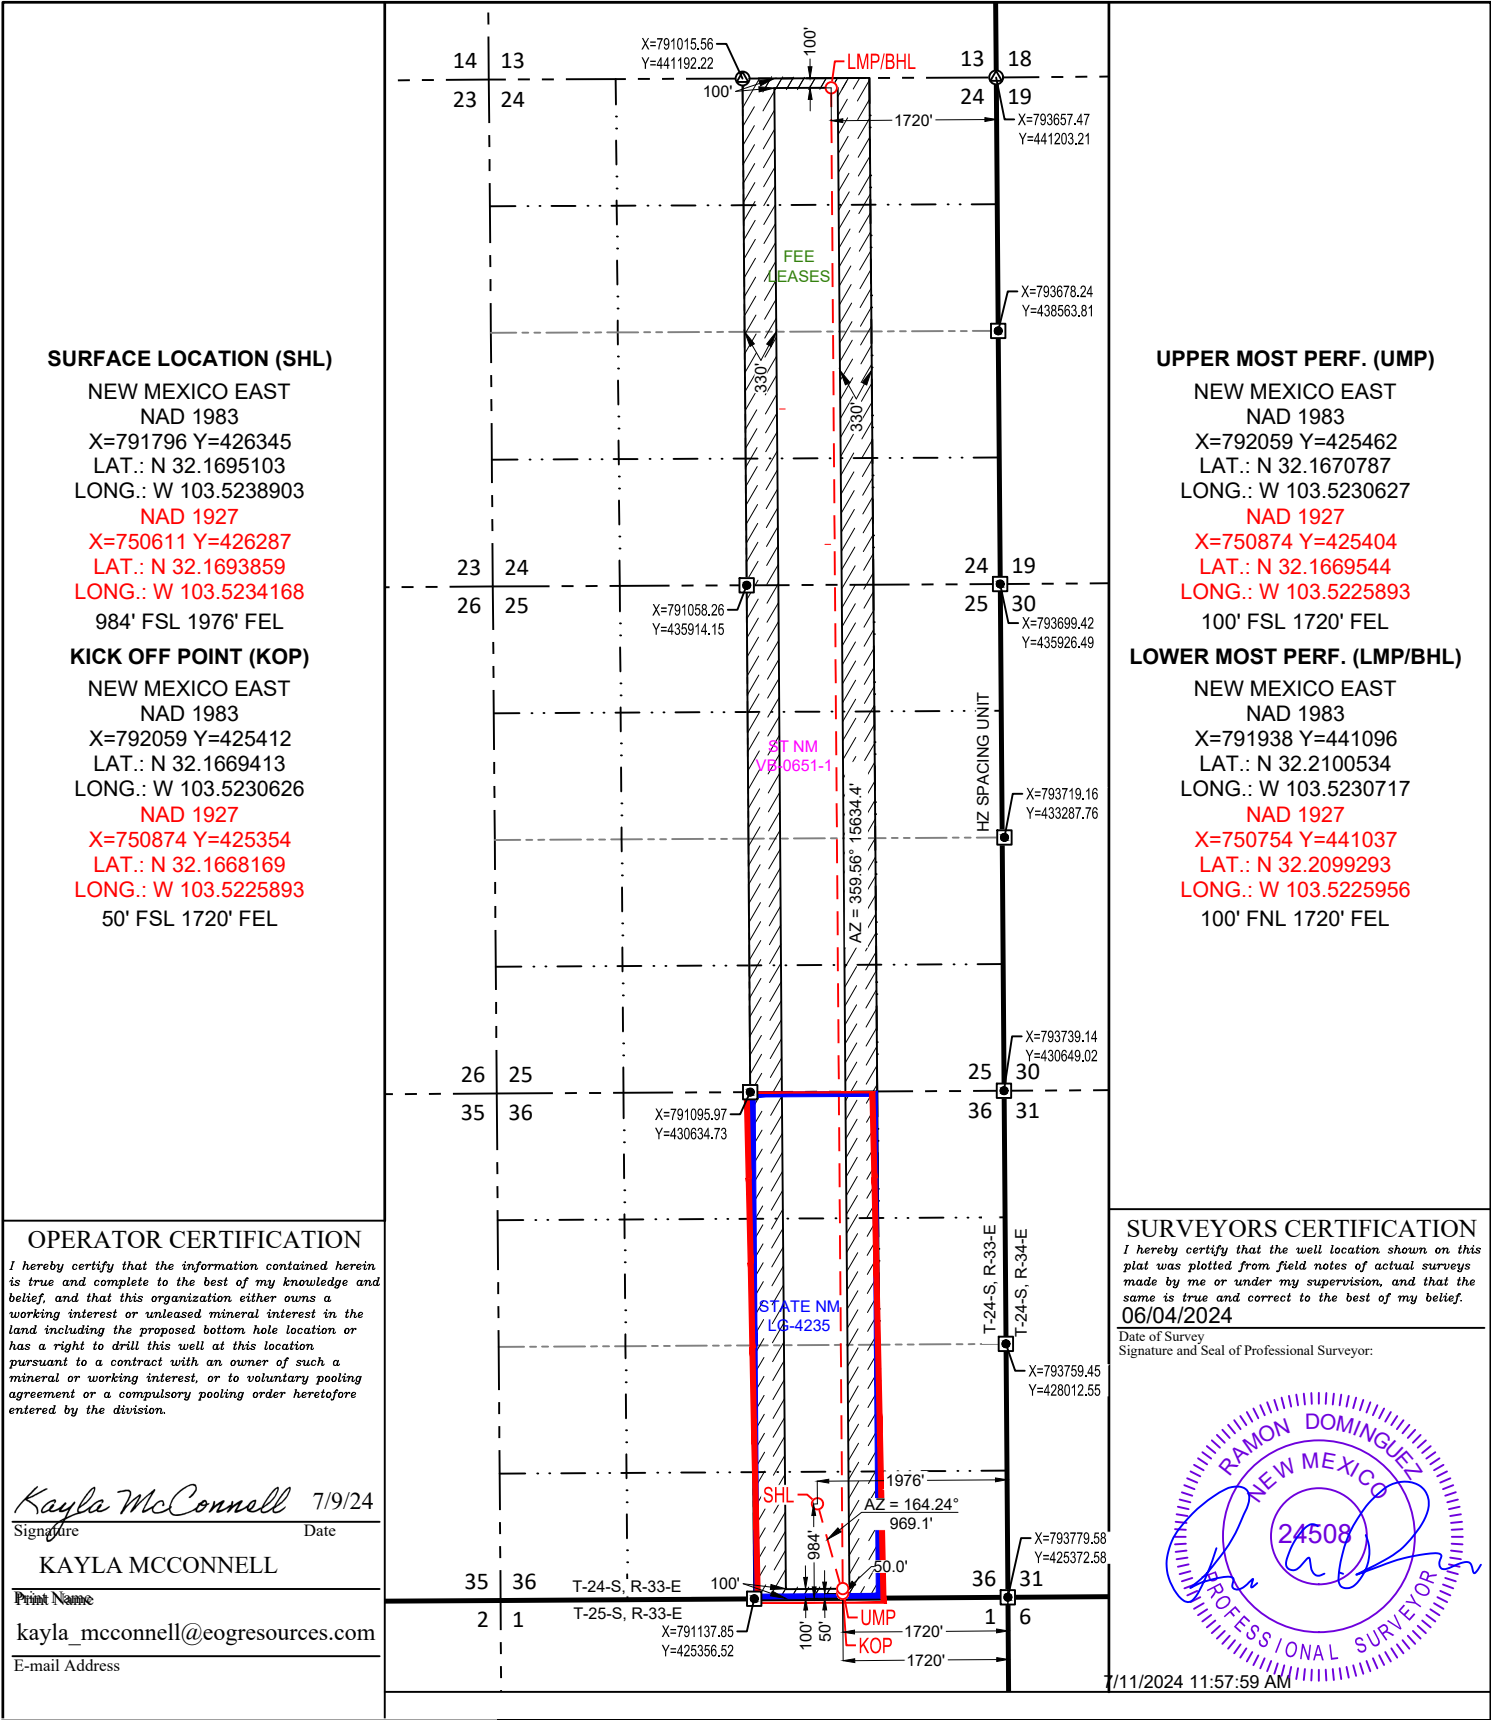 SURFACE LOCATION (SHL)
NEW MEXICO EAST
NAD 1983
X=791796 Y=426345
LAT.: N 32.1695103
LONG.: W 103.5238903
NAD 1927
X=750611 Y=426287
LAT.: N 32.1693859
LONG.: W 103.5234168
984' FSL 1976' FEL
KICK OFF POINT (KOP)
NEW MEXICO EAST
NAD 1983
X=792059 Y=425412
LAT.: N 32.1669413
LONG.: W 103.5230626
NAD 1927
X=750874 Y=425354
LAT.: N 32.1668169
LONG.: W 103.5225893
50' FSL 1720' FEL
OPERATOR CERTIFICATION
I hereby certify that the information contained herein
is true and complete to the best of my knowledge and
belief, and that this organization either owns a
working interest or unleased mineral interest in the
land including the proposed bottom hole location or
has a right to drill this well at this location
pursuant to a contract with an owner of such a
mineral or working interest, or to voluntary pooling
agreement or a compulsory pooling order heretofore
entered by the division.
Kayla McConnell 7/9/24
Signature Date
KAYLA MCCONNELL
Print Name
kayla_mcconnell@eogresources.com
E-mail Address
X=791015.56
Y=441192.22
100'
LMP/BHL
14 13
13 18
23 24
24 19
100'
1720'
X=793657.47
Y=441203.21
FEE
LEASES
X=793678.24
Y=438563.81
330'
330'
23 24
24 19
26 25
25 30
X=791058.26
Y=435914.15
X=793699.42
Y=435926.49
HZ SPACING UNIT
ST NM
VB-0651-1
AZ = 359.56° 15634.4'
X=793719.16
Y=433287.76
X=793739.14
Y=430649.02
26 25
25 30
35 36
36 31
X=791095.97
Y=430634.73
T-24-S, R-33-E
T-24-S, R-34-E
STATE NM
LG-4235
X=793759.45
Y=428012.55
1976'
SHL
AZ = 164.24°
969.1'
984'
50.0'
X=793779.58
Y=425372.58
35 36
36 31
T-24-S, R-33-E
100'
2 1
1 6
T-25-S, R-33-E
X=791137.85
Y=425356.52
100'
50'
UMP
KOP
1720'
1720'
UPPER MOST PERF. (UMP)
NEW MEXICO EAST
NAD 1983
X=792059 Y=425462
LAT.: N 32.1670787
LONG.: W 103.5230627
NAD 1927
X=750874 Y=425404
LAT.: N 32.1669544
LONG.: W 103.5225893
100' FSL 1720' FEL
LOWER MOST PERF. (LMP/BHL)
NEW MEXICO EAST
NAD 1983
X=791938 Y=441096
LAT.: N 32.2100534
LONG.: W 103.5230717
NAD 1927
X=750754 Y=441037
LAT.: N 32.2099293
LONG.: W 103.5225956
100' FNL 1720' FEL
SURVEYORS CERTIFICATION
I hereby certify that the well location shown on this
plat was plotted from field notes of actual surveys
made by me or under my supervision, and that the
same is true and correct to the best of my belief.
06/04/2024
Date of Survey
Signature and Seal of Professional Surveyor:
RAMON DOMINGUEZ
NEW MEXICO
24508
PROFESSIONAL SURVEYOR
7/11/2024 11:57:59 AM